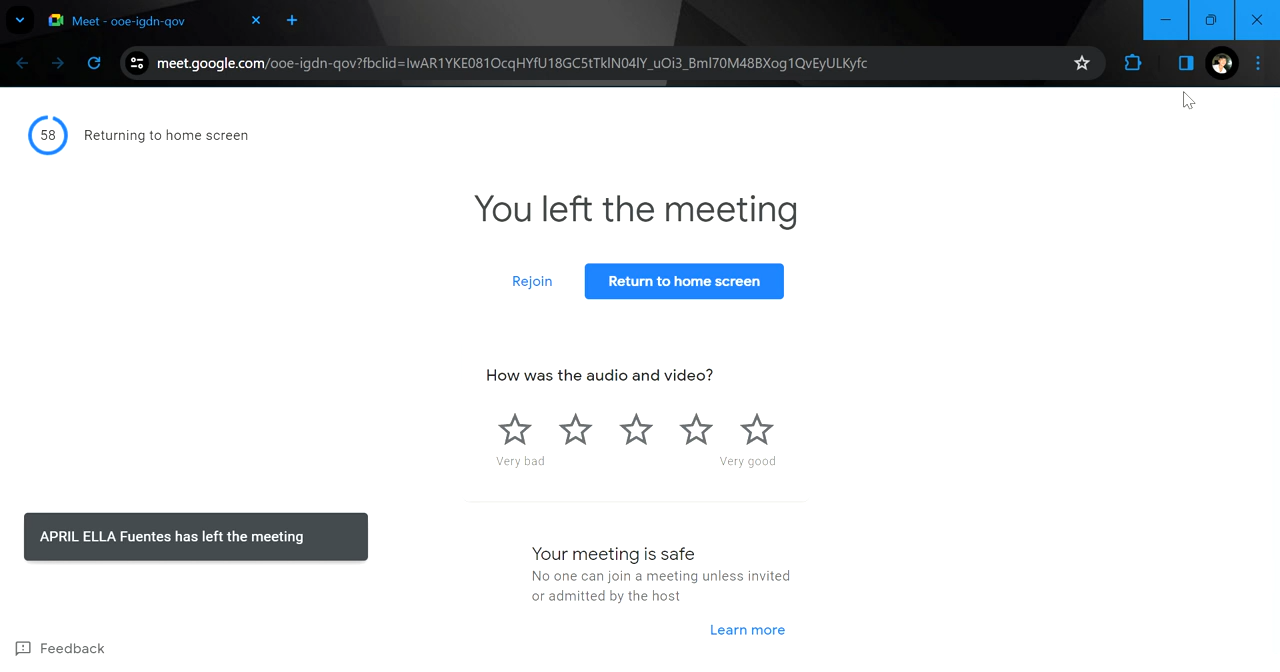 Meet - ooe-igdn-qov
meet.google.com/ooe-igdn-qov?fbclid=IwAR1YKE081OcqHYfU18GC5tTklN04lY_uOi3_Bml70M48BXog1QvEyULKyfc
58
Returning to home screen
You left the meeting
Rejoin
Return to home screen
How was the audio and video?
Very bad
Very good
APRIL ELLA Fuentes has left the meeting
Your meeting is safe
No one can join a meeting unless invited
or admitted by the host
Learn more
Feedback